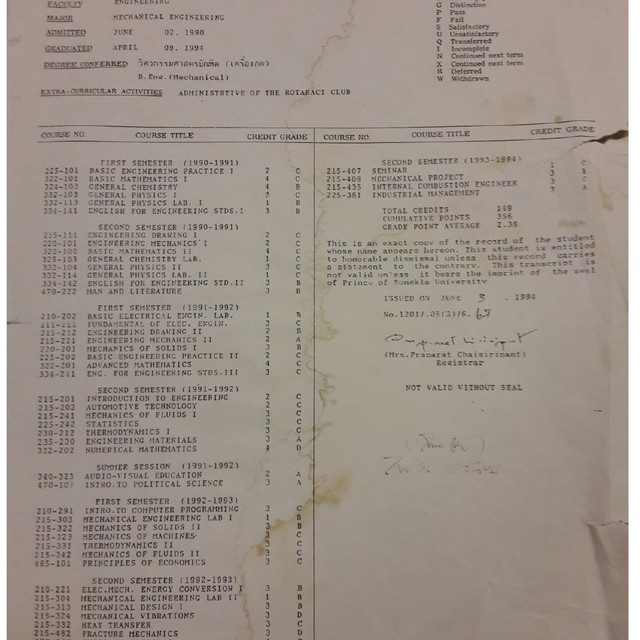 FACULTY ENGINEERING
MAJOR MECHANICAL ENGINEERING
ADMITTED JUNE 02, 1990
GRADUATED APRIL 09, 1994
DEGREE CONFERRED วิศวกรรมศาสตรบัณฑิต (เครื่องกล)
B.Eng.(Mechanical)
EXTRA-CURRICULAR ACTIVITIES ADMINISTRTIVE OF THE ROTARACT CLUB
G Distinction
P Pass
F Fail
S Satisfactory
U Unsatisfactory
Q Transferred
I Incomplete
N Continued next term
X Continued next term
R Deferred
W Withdrawn
COURSE NO. COURSE TITLE CREDIT GRADE
FIRST SEMESTER (1990-1991)
225-101 BASIC ENGINEERING PRACTICE I 2 C
322-101 BASIC MATHEMATICS I 4 C
324-103 GENERAL CHEMISTRY 4 B
332-103 GENERAL PHYSICS I 3 C
332-113 GENERAL PHYSICS LAB. I 1 B
334-141 ENGLISH FOR ENGINEERING STDS.I 3 B
SECOND SEMESTER (1990-1991)
215-111 ENGINEERING DRAWING I 2 C
220-101 ENGINEERING MECHANICS I 2 C
322-102 BASIC MATHEMATICS II 4 C
325-103 GENERAL CHEMISTRY LAB. 1 C
332-104 GENERAL PHYSICS II 3 C
332-114 GENERAL PHYSICS LAB. II 1 C
334-142 ENGLISH FOR ENGINEERING STD.II 3 B
470-222 MAN AND LITERATURE 3 B
FIRST SEMESTER (1991-1992)
210-202 BASIC ELECTRICAL ENGIN. LAB. 1 B
FUNDAMENTAL OF ELEC. ENGIN. 3 C
215-212 ENGINEERING DRAWING II 2 B
215-221 ENGINEERING MECHANICS II 2 A
220-201 MECHANICS OF SOLIDS I 3 B
225-202 BASIC ENGINEERING PRACTICE II 2 C
322-201 ADVANCED MATHEMATICS 4 C
334-241 ENG. FOR ENGINEERING STDS.III 3 C
SECOND SEMESTER (1991-1992)
215-201 INTRODUCTION TO ENGINEERING 2 C
215-202 AUTOMOTIVE TECHNOLOGY 2 C
215-241 MECHANICS OF FLUIDS I 3 C
225-242 STATISTICS 3 C
230-212 THERMODYNAMICS I 3 C
235-230 ENGINEERING MATERIALS 3 A
322-202 NUMERICAL MATHEMATICS 4 D
SUMMER SESSION (1991-1992)
340-323 AUDIO-VISUAL EDUCATION 2 A
470-103 INTRO.TO POLITICAL SCIENCE 3 A
FIRST SEMESTER (1992-1993)
210-291 INTRO.TO COMPUTER PROGRAMMING 3 C
215-303 MECHANICAL ENGINEERING LAB I 1 B
215-322 MECHANICS OF SOLIDS II 3 B
215-323 MECHANICS OF MACHINES 3 C
215-331 THERMODYNAMICS II 3 C
215-342 MECHANICS OF FLUIDS II 3 C
465-101 PRINCIPLES OF ECONOMICS 3 C
SECOND SEMESTER (1992-1993)
210-221 ELEC.MECH. ENERGY CONVERSION I 3 B
215-304 MECHANICAL ENGINEERING LAB II 1 B
215-313 MECHANICAL DESIGN I 3 B
215-324 MECHANICAL VIBRATIONS 3 D
215-332 HEAT TRANSFER 3 C
215-482 FRACTURE MECHANICS 3 D
COURSE NO. COURSE TITLE CREDIT GRADE
SECOND SEMESTER (1993-1994)
215-407 SEMINAR 1 C
215-408 MECHANICAL PROJECT 3 B
215-435 INTERNAL COMBUSTION ENGINEER 3 C
225-381 INDUSTRIAL MANAGEMENT 3 A
TOTAL CREDITS 149
CUMULATIVE POINTS 356
GRADE POINT AVERAGE 2.38
This is an exact copy of the record of the student
whose name appears hereon. This student is entitled
to honorable dismissal unless this record carries
a statement to the contrary. This transcript is
not valid unless it bears the imprint of the seal
of Prince of Songkla University
ISSUED ON JUNE 3, 1994
No.1201/.05(3)/6.
(Mrs.Pranarat Chaisiripant)
Registrar
NOT VALID WITHOUT SEAL